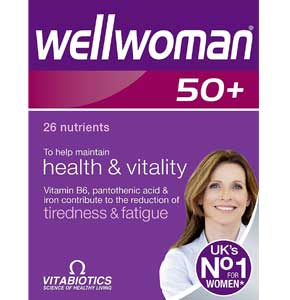 wellwoman®
50+
26 nutrients
To help maintain
health & vitality
Vitamin B6, pantothenic acid &
iron contribute to the reduction of
tiredness & fatigue
UK's
No1
FOR
WOMEN*
VITABIOTICS
SCIENCE OF HEALTHY LIVING